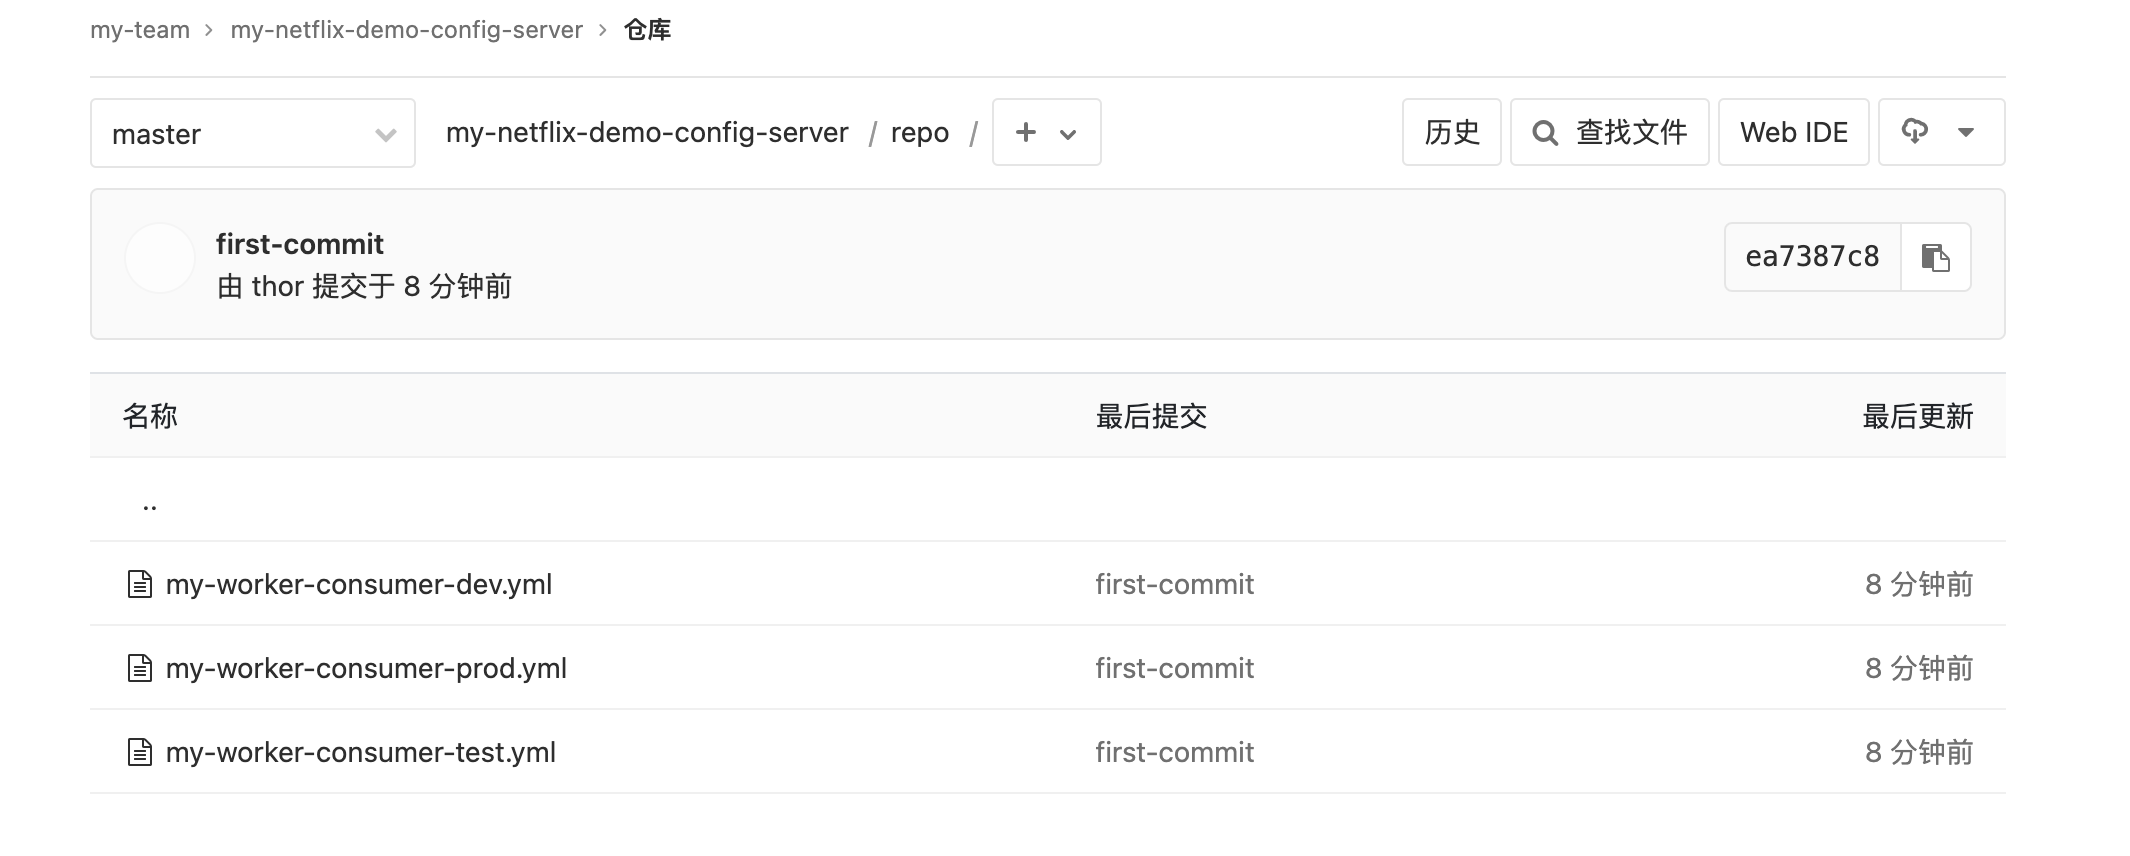 my-team > my-netflix-demo-config-server > 仓库
master my-netflix-demo-config-server / repo / + 历史 查找文件 Web IDE
first-commit
由 thor 提交于 8 分钟前
ea7387c8
名称 最后提交 最后更新
..
my-worker-consumer-dev.yml first-commit 8 分钟前
my-worker-consumer-prod.yml first-commit 8 分钟前
my-worker-consumer-test.yml first-commit 8 分钟前